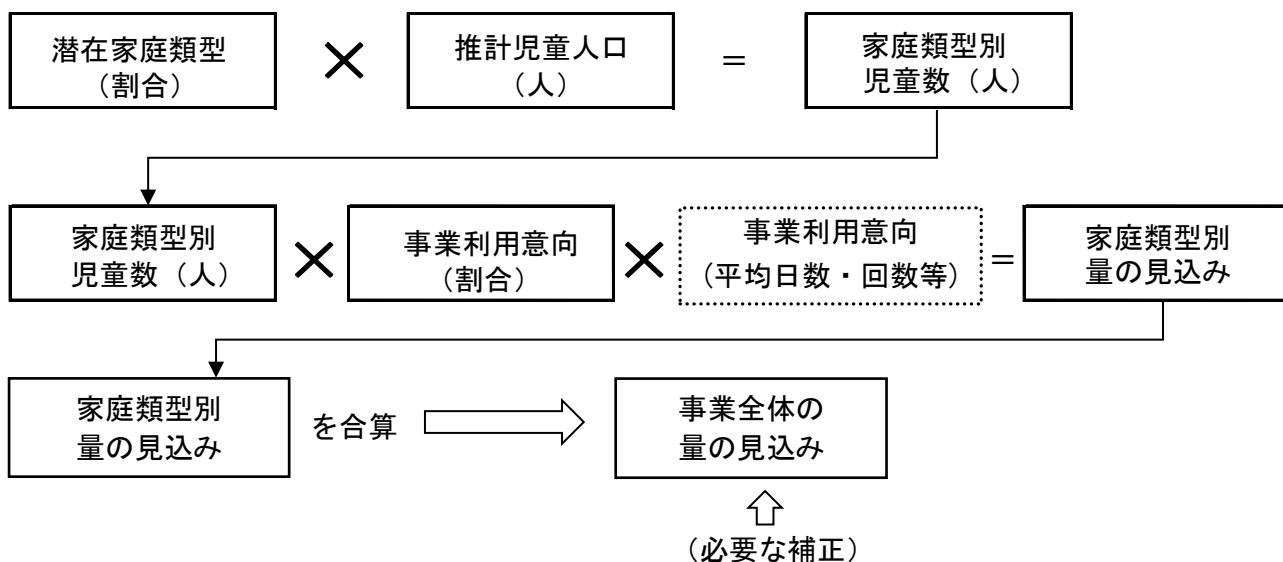 潜在家庭類型
(割合)
×
推計児童人口
(人)
=
家庭類型別
児童数(人)
家庭類型別
児童数(人)
×
事業利用意向
(割合)
×
事業利用意向
(平均日数・回数等)
=
家庭類型別
量の見込み
家庭類型別
量の見込み
を合算
事業全体の
量の見込み
(必要な補正)